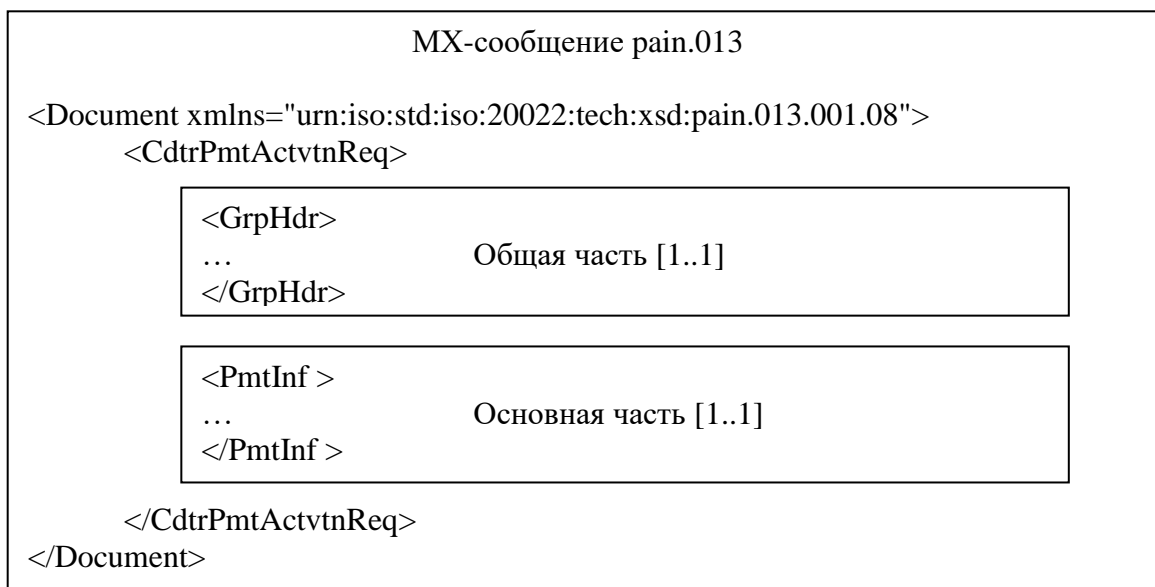 МХ-сообщение pain.013
<Document xmlns="urn:iso:std:iso:20022:tech:xsd:pain.013.001.08">
<CdtrPmtActvtnReq>
<GrpHdr>
… Общая часть [1..1]
</GrpHdr>
<PmtInf >
… Основная часть [1..1]
</PmtInf >
</CdtrPmtActvtnReq>
</Document>